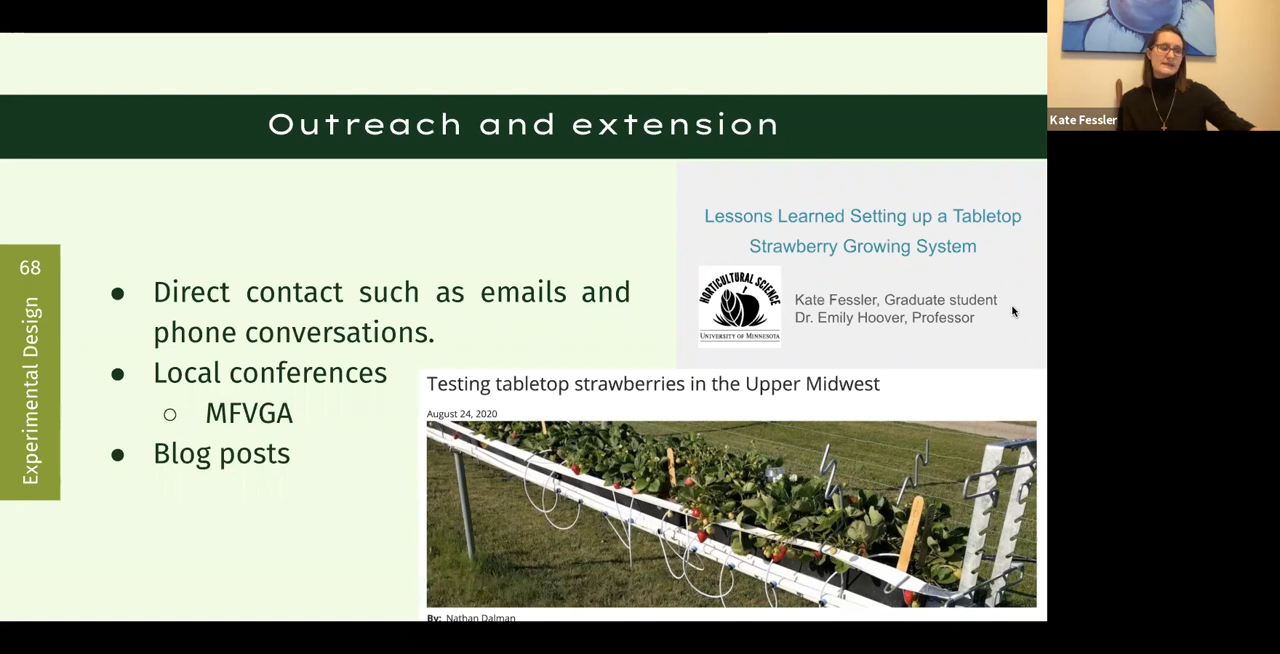 Outreach and extension
Kate Fessler
68
Experimental Design
● Direct contact such as emails and
phone conversations.
● Local conferences
○ MFVGA
● Blog posts
Lessons Learned Setting up a Tabletop
Strawberry Growing System
HORTICULTURAL SCIENCE
UNIVERSITY OF MINNESOTA
Kate Fessler, Graduate student
Dr. Emily Hoover, Professor
Testing tabletop strawberries in the Upper Midwest
August 24, 2020
By: Nathan Dalman